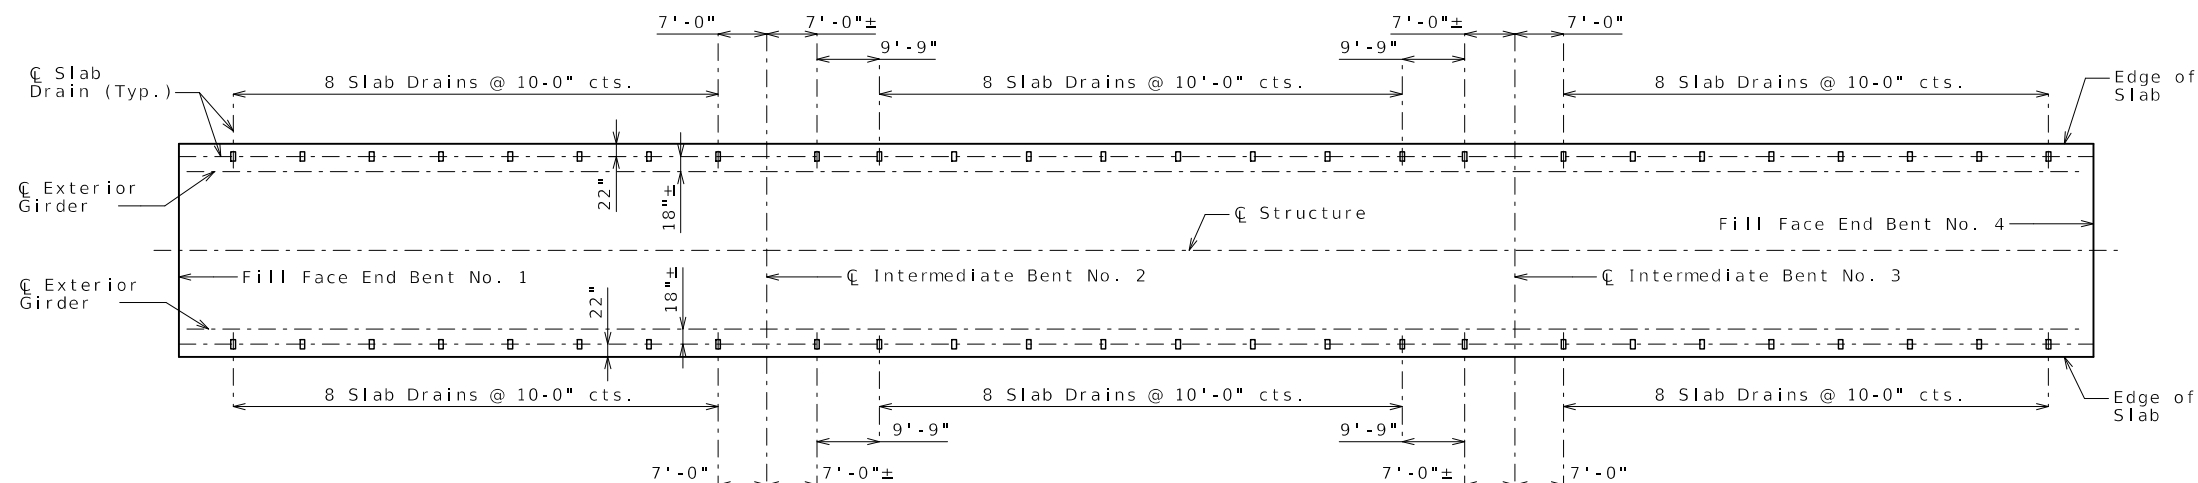 7'-0"
7'-0"±
7'-0"±
7'-0"
9'-9"
9'-9"
℄ Slab
Drain (Typ.)
8 Slab Drains @ 10-0" cts.
8 Slab Drains @ 10'-0" cts.
8 Slab Drains @ 10-0" cts.
Edge of
Slab
℄ Exterior
Girder
22"
18"±
℄ Structure
Fill Face End Bent No. 4
℄ Exterior
Girder
Fill Face End Bent No. 1
22"
18"±
℄ Intermediate Bent No. 2
℄ Intermediate Bent No. 3
8 Slab Drains @ 10-0" cts.
8 Slab Drains @ 10'-0" cts.
8 Slab Drains @ 10-0" cts.
Edge of
Slab
9'-9"
9'-9"
7'-0"
7'-0"±
7'-0"±
7'-0"